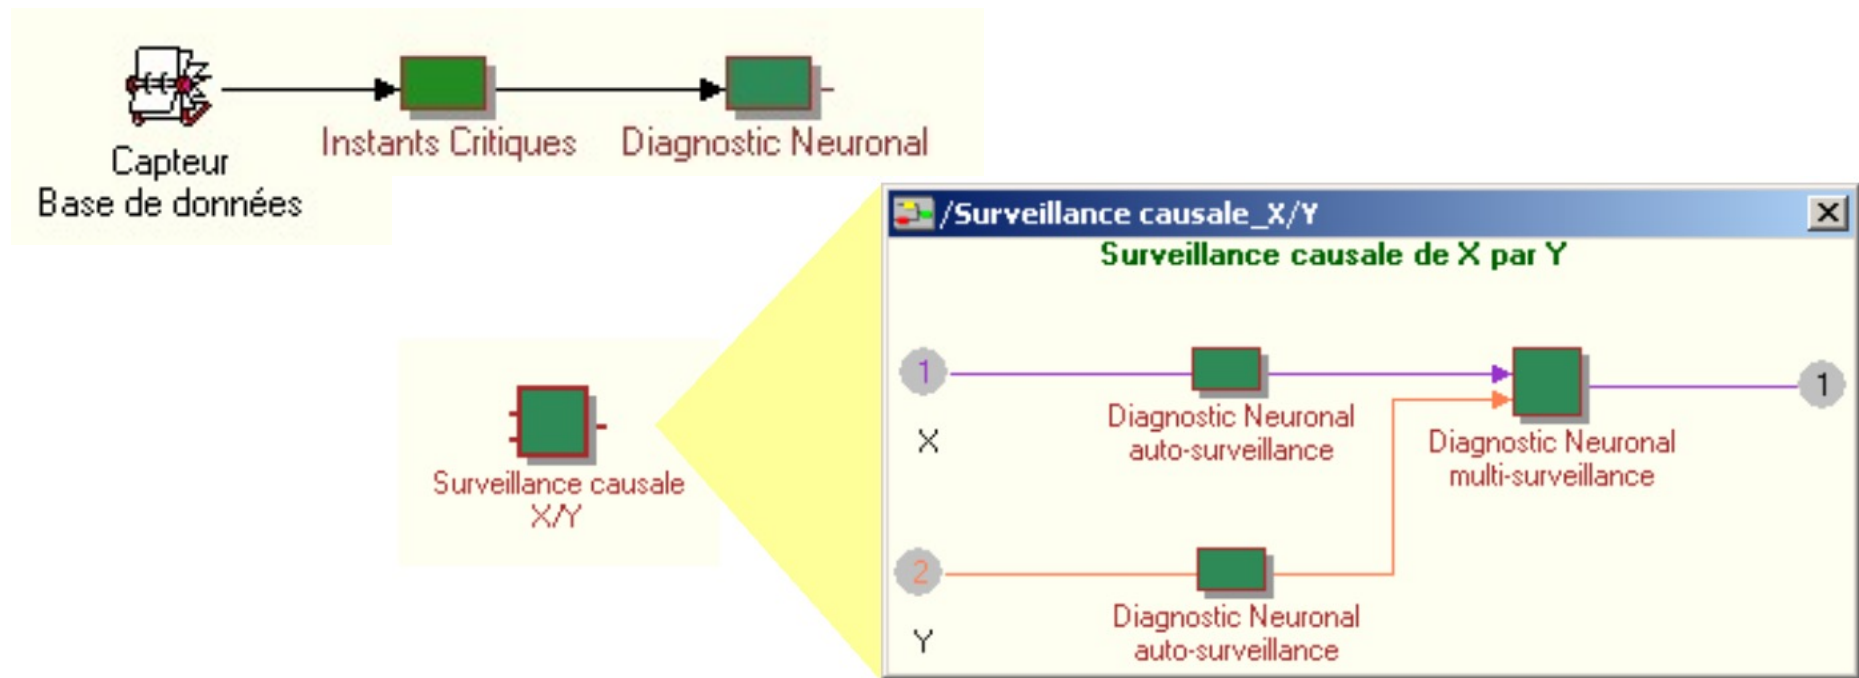 Capteur
Base de données
Instants Critiques
Diagnostic Neuronal
Surveillance causale
X/Y
/Surveillance causale_X/Y
Surveillance causale de X par Y
1
X
Diagnostic Neuronal
auto-surveillance
Diagnostic Neuronal
multi-surveillance
1
2
Y
Diagnostic Neuronal
auto-surveillance